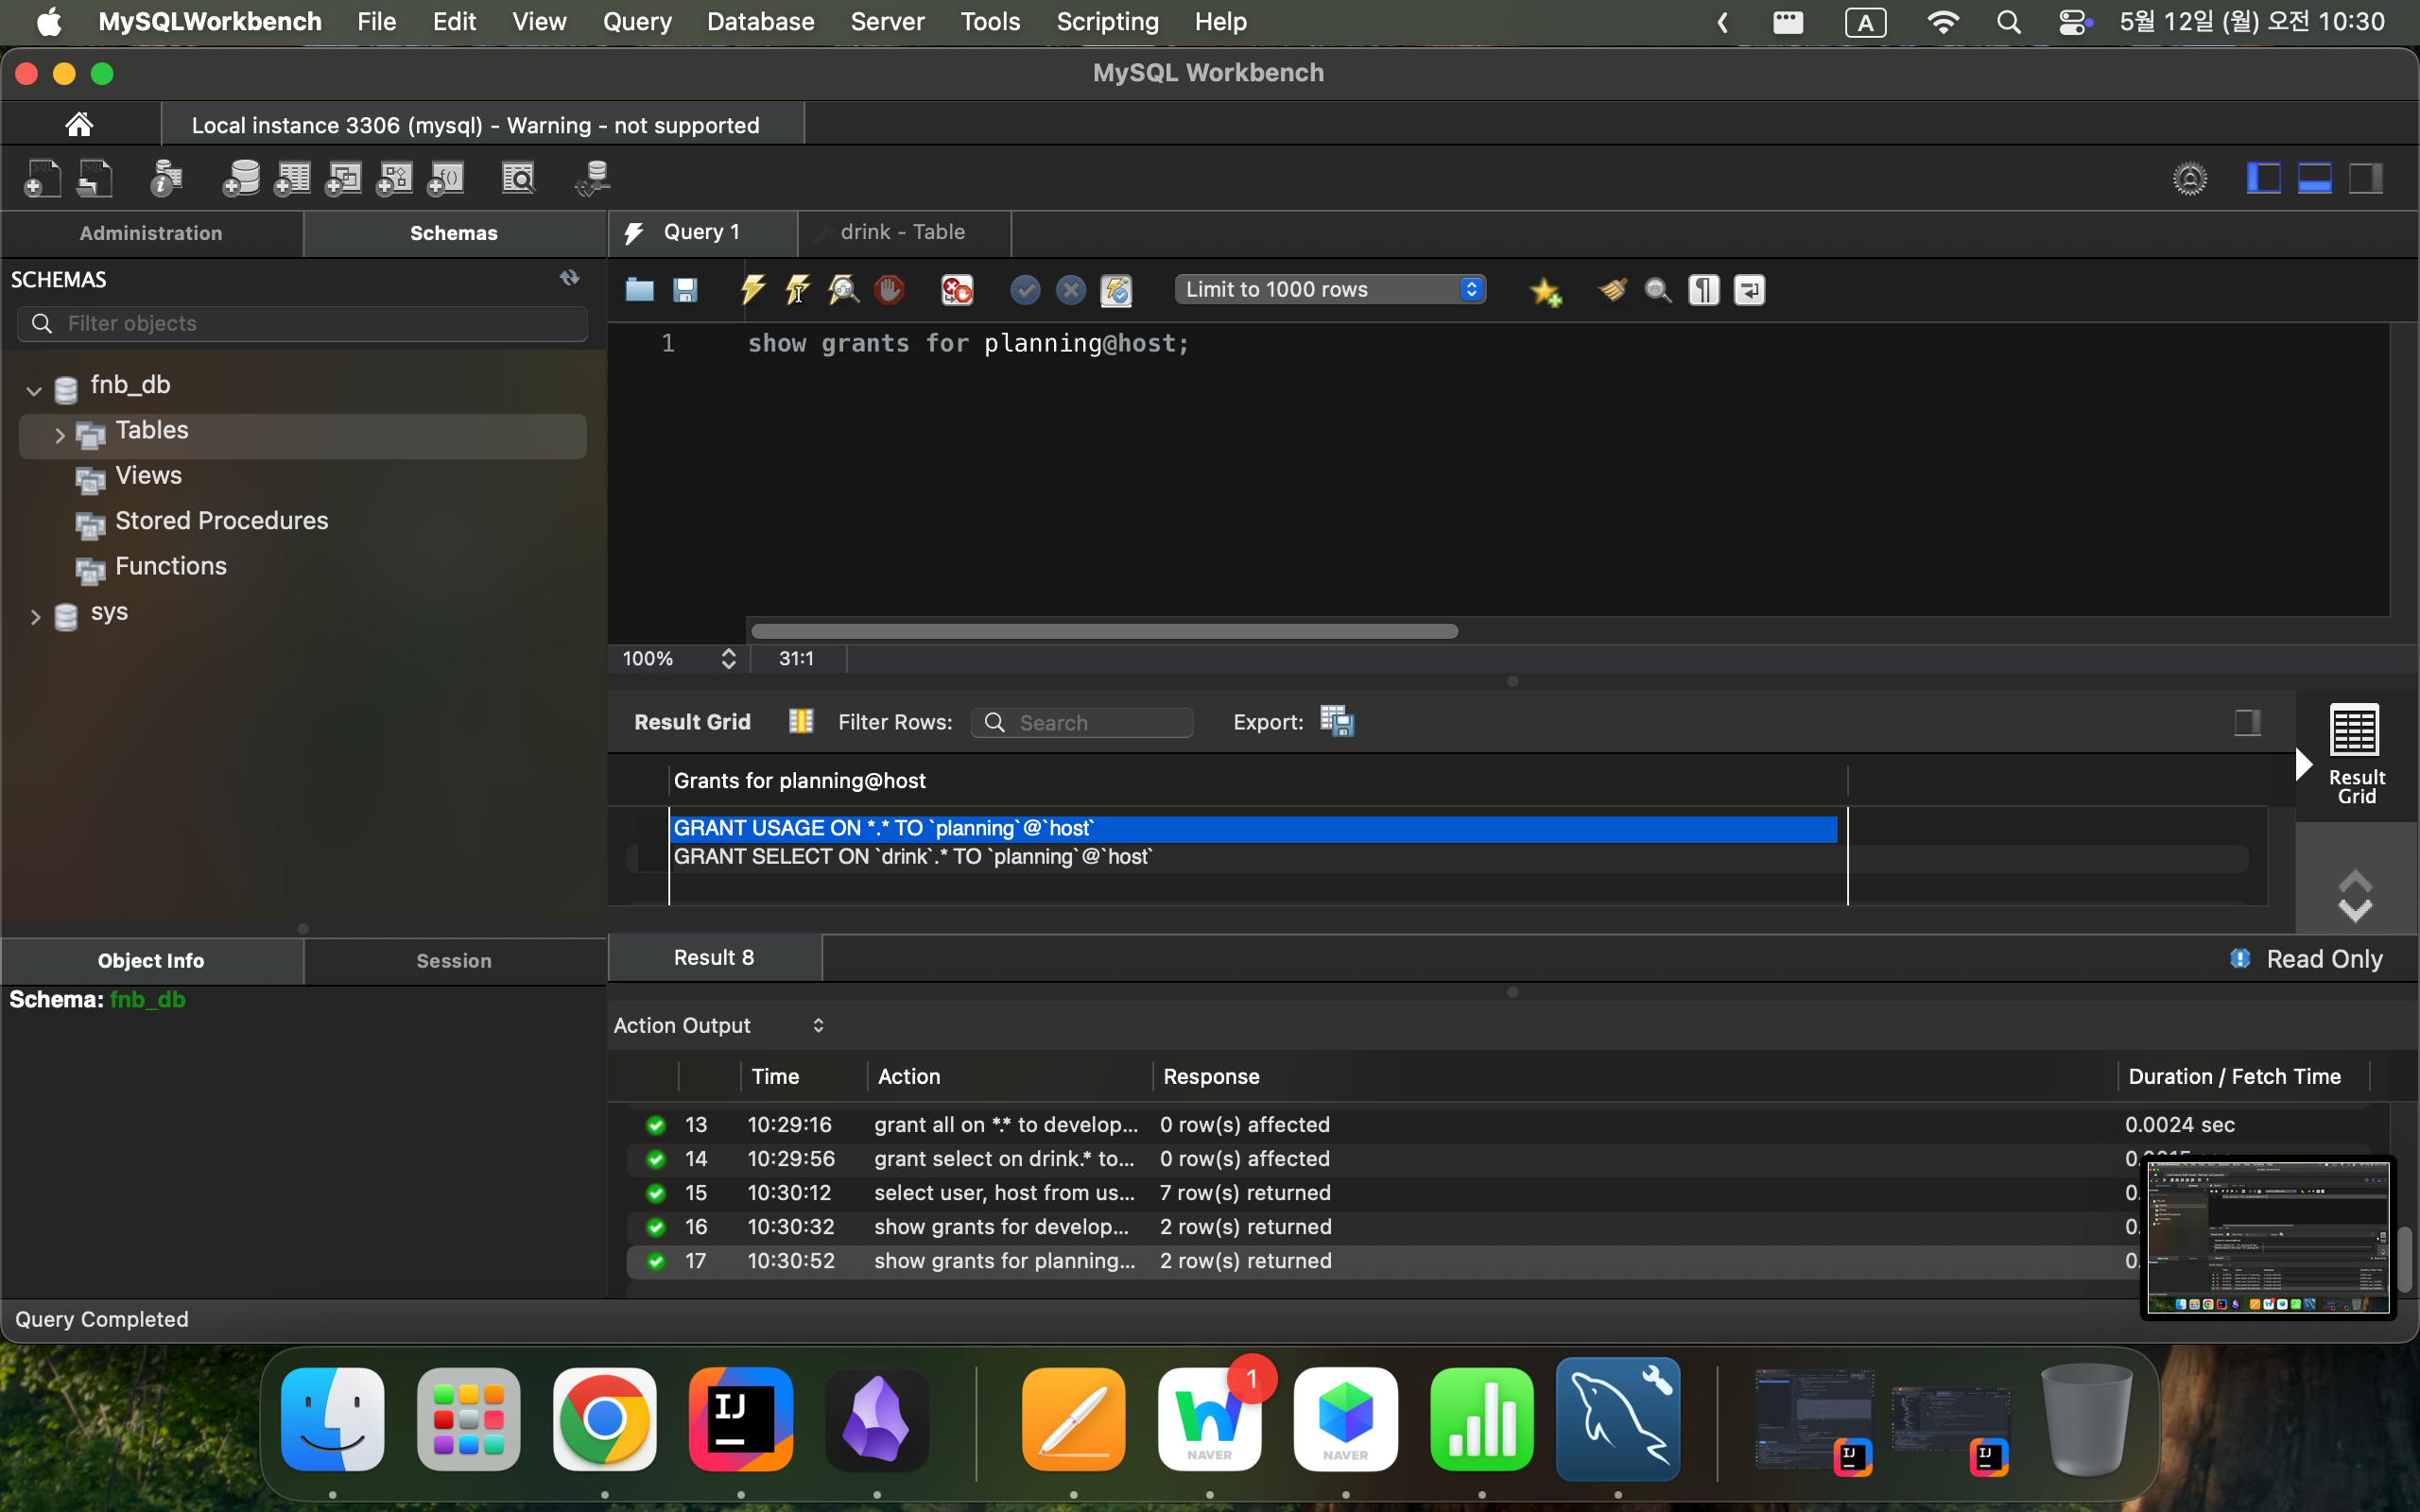 MySQLWorkbench File Edit View Query Database Server Tools Scripting Help A 5월 12일 (월) 오전 10:30
MySQL Workbench
Local instance 3306 (mysql) - Warning - not supported
Administration Schemas Query 1 drink - Table
SCHEMAS
Filter objects
Limit to 1000 rows
1 show grants for planning@host;
fnb_db
Tables
Views
Stored Procedures
Functions
sys
100% 31:1
Result Grid Filter Rows: Search Export:
Result
Grid
Grants for planning@host
GRANT USAGE ON *.* TO `planning`@`host`
GRANT SELECT ON `drink`.* TO `planning`@`host`
Result 8 Read Only
Object Info Session
Schema: fnb_db
Action Output
Time Action Response Duration / Fetch Time
13 10:29:16 grant all on *.* to develop... 0 row(s) affected 0.0024 sec
14 10:29:56 grant select on drink.* to... 0 row(s) affected
15 10:30:12 select user, host from us... 7 row(s) returned
16 10:30:32 show grants for develop... 2 row(s) returned
17 10:30:52 show grants for planning... 2 row(s) returned
Query Completed
IJ
1
NAVER
NAVER
IJ
IJ